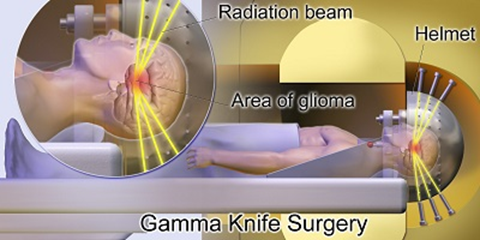 Radiation beam
Helmet
Area of glioma
Gamma Knife Surgery